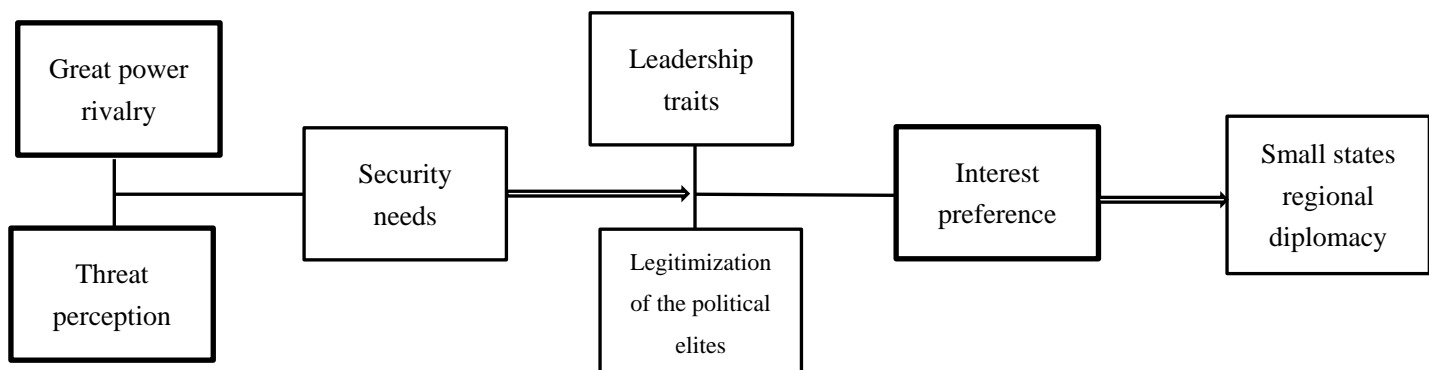 Great power
rivalry
Threat
perception
Security
needs
Leadership
traits
Legitimization
of the political
elites
Interest
preference
Small states
regional
diplomacy